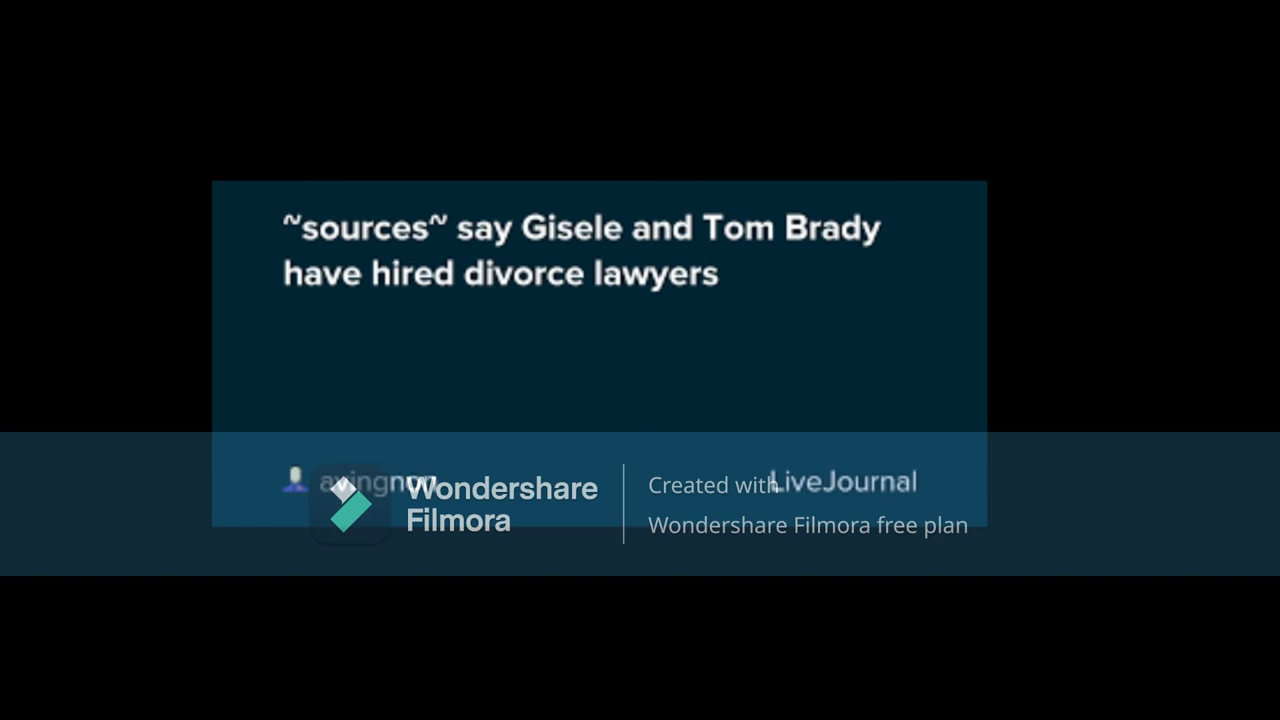 ~sources~ say Gisele and Tom Brady
have hired divorce lawyers
avingnon
LiveJournal
Wondershare
Filmora
Created with
Wondershare Filmora free plan